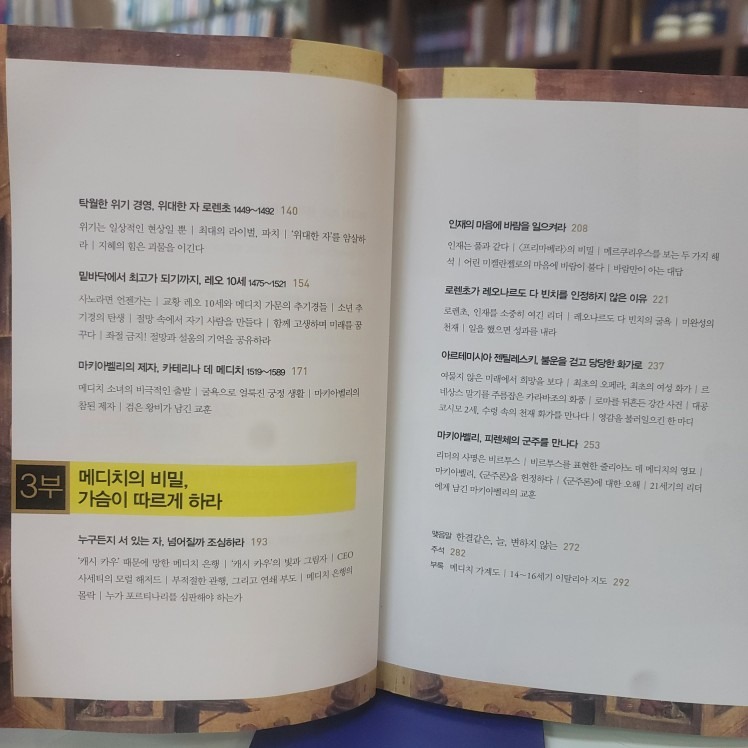 탁월한 위기 경영, 위대한 자 로렌초 1449~1492 140
위기는 일상적인 현상일 뿐 | 최대의 라이벌, 파치 | '위대한 자'를 암살하
라 | 지혜의 힘은 괴물을 이긴다
밑바닥에서 최고가 되기까지, 레오 10세 1475~1521 154
사노라면 언젠가는 | 교황 레오 10세와 메디치 가문의 추기경들 | 소년 추
기경의 탄생 | 절망 속에서 자기 사람을 만들다 | 함께 고생하며 미래를 꿈
꾸다 | 좌절 금지! 절망과 설움의 기억을 공유하라
마키아벨리의 제자, 카테리나 데 메디치 1519~1589 171
메디치 소녀의 비극적인 출발 | 굴욕으로 얼룩진 궁정 생활 | 마키아벨리의
참된 제자 | 검은 왕비가 남긴 교훈
3부 메디치의 비밀,
가슴이 따르게 하라
누구든지 서 있는 자, 넘어질까 조심하라 193
'캐시 카우' 때문에 망한 메디치 은행 | '캐시 카우'의 빛과 그림자 | CEO
사세티의 모럴 해저드 | 부적절한 관행, 그리고 연쇄 부도 | 메디치 은행의
몰락 | 누가 포르티나리를 심판해야 하는가
인재의 마음에 바람을 일으켜라 208
인재는 풀과 같다 | 〈프리마베라〉의 비밀 | 메르쿠리우스를 보는 두 가지 해
석 | 어린 미켈란젤로의 마음에 바람이 불다 | 바람만이 아는 대답
로렌초가 레오나르도 다 빈치를 인정하지 않은 이유 221
로렌초, 인재를 소중히 여긴 리더 | 레오나르도 다 빈치의 굴욕 | 미완성의
천재 | 일을 했으면 성과를 내라
아르테미시아 젠틸레스키, 불운을 걷고 당당한 화가로 237
여물지 않은 미래에서 희망을 보다 | 최초의 오페라, 최초의 여성 화가 | 르
네상스 말기를 주름잡은 카라바조의 화풍 | 로마를 뒤흔든 강간 사건 | 대공
코시모 2세, 수렁 속의 천재 화가를 만나다 | 영감을 불러일으킨 한 마디
마키아벨리, 피렌체의 군주를 만나다 253
리더의 사명은 비르투스 | 비르투스를 표현한 줄리아노 데 메디치의 영묘 |
마키아벨리, 《군주론》을 헌정하다 | 《군주론》에 대한 오해 | 21세기의 리더
에게 남긴 마키아벨리의 교훈
맺음말 한결같은, 늘, 변하지 않는 272
주석 282
부록 메디치 가계도 | 14~16세기 이탈리아 지도 292